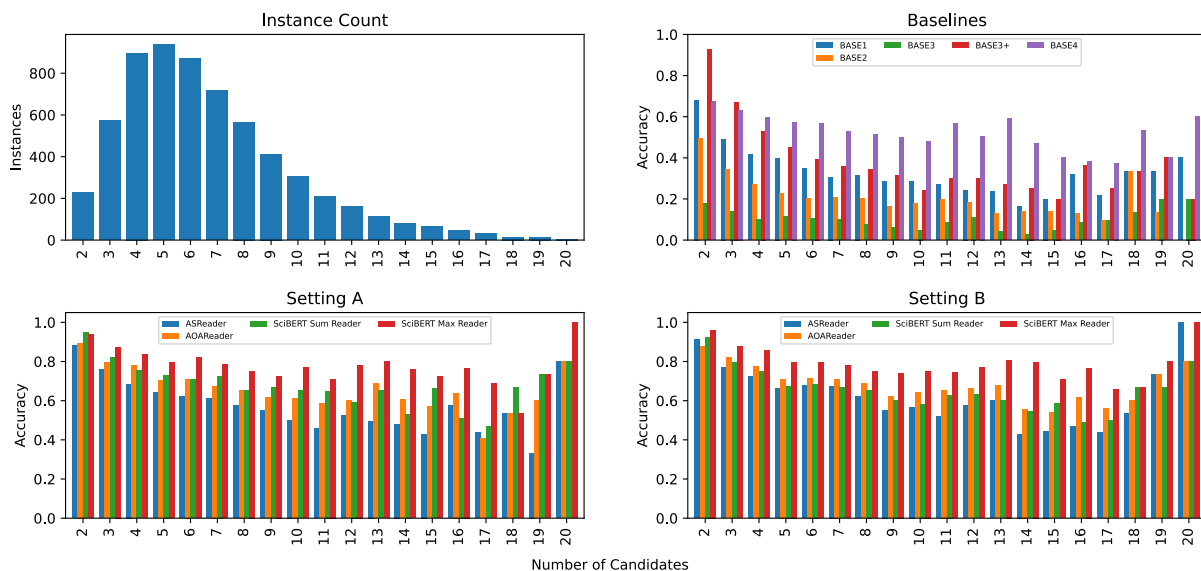 Instance Count
Instances
800
600
400
200
0
2 3 4 5 6 7 8 9 10 11 12 13 14 15 16 17 18 19 20
Baselines
BASE1 BASE3 BASE3+ BASE4
BASE2
Accuracy
1.0
0.8
0.6
0.4
0.2
0.0
2 3 4 5 6 7 8 9 10 11 12 13 14 15 16 17 18 19 20
Setting A
ASReader SciBERT Sum Reader SciBERT Max Reader
AOAReader
Accuracy
1.0
0.8
0.6
0.4
0.2
0.0
2 3 4 5 6 7 8 9 10 11 12 13 14 15 16 17 18 19 20
Setting B
ASReader SciBERT Sum Reader SciBERT Max Reader
AOAReader
Accuracy
1.0
0.8
0.6
0.4
0.2
0.0
2 3 4 5 6 7 8 9 10 11 12 13 14 15 16 17 18 19 20
Number of Candidates